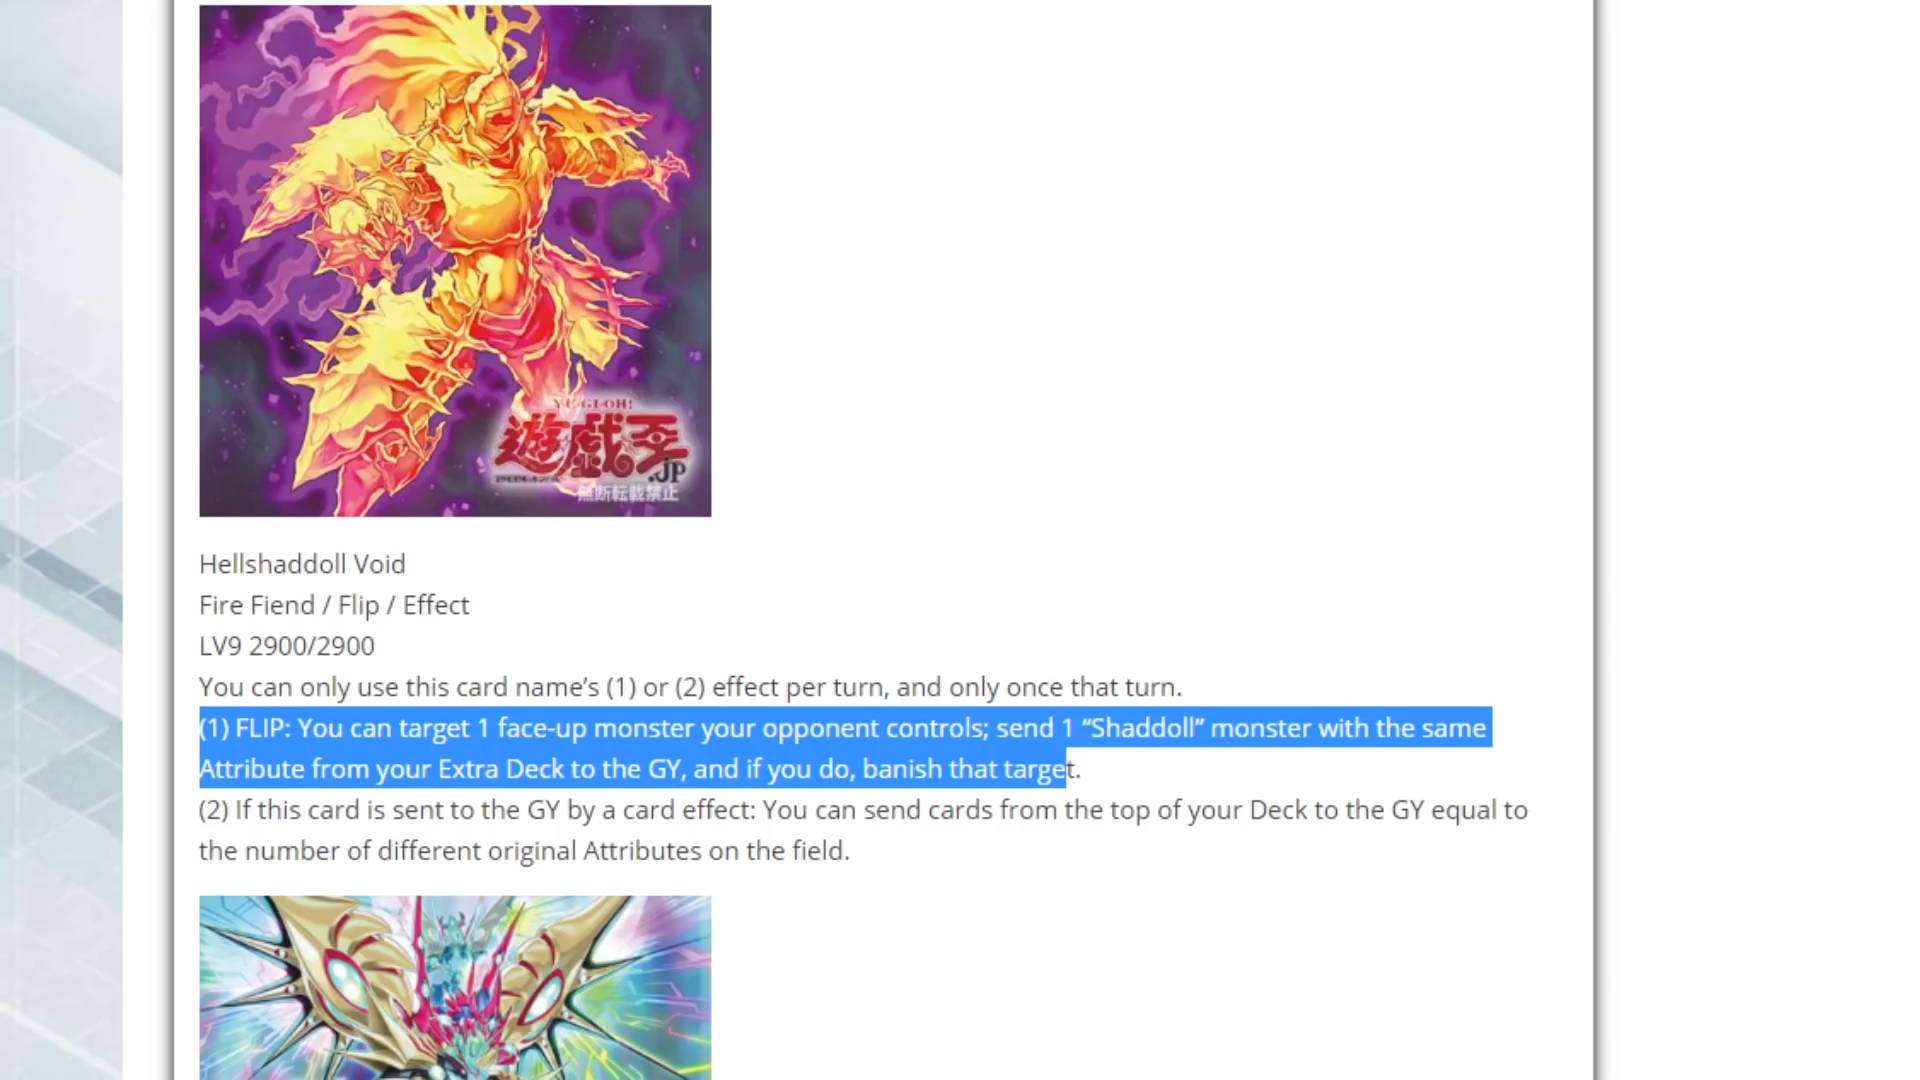 YU-GI-OH!
遊戯王
.JP
無断転載禁止
Hellshaddoll Void
Fire Fiend / Flip / Effect
LV9 2900/2900
You can only use this card name’s (1) or (2) effect per turn, and only once that turn.
(1) FLIP: You can target 1 face-up monster your opponent controls; send 1 “Shaddoll” monster with the same
Attribute from your Extra Deck to the GY, and if you do, banish that target.
(2) If this card is sent to the GY by a card effect: You can send cards from the top of your Deck to the GY equal to
the number of different original Attributes on the field.